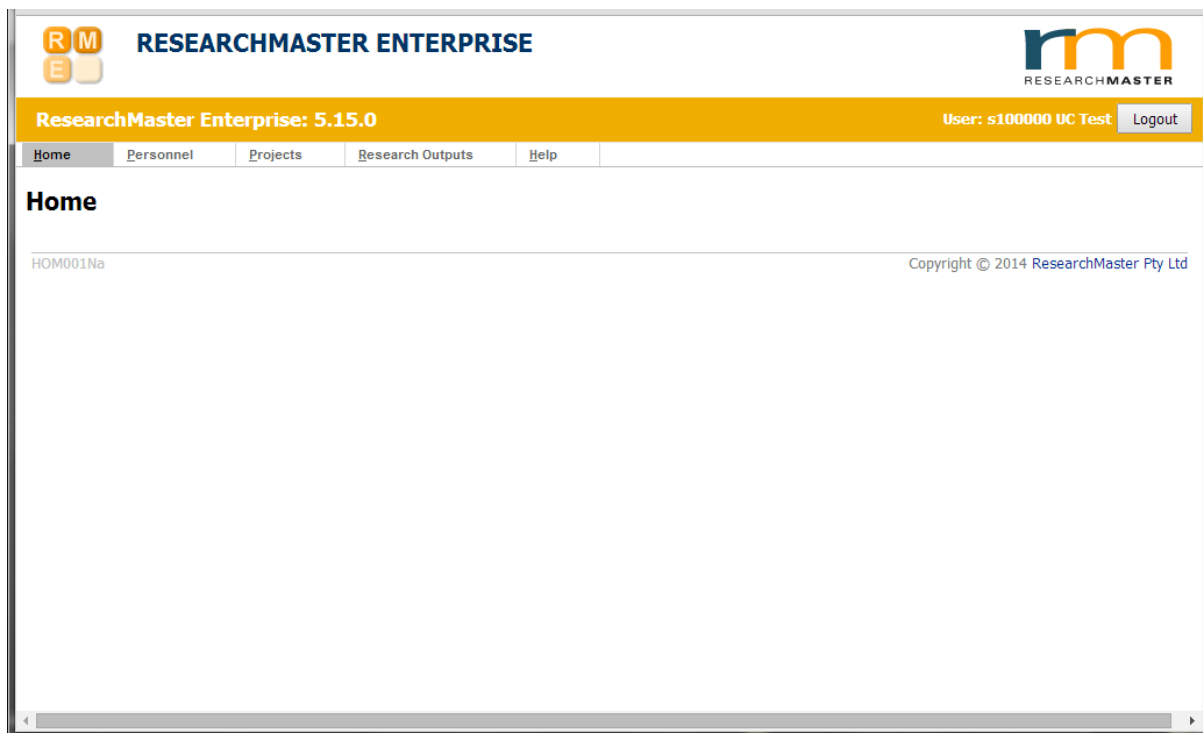 R M
E
RESEARCHMASTER ENTERPRISE
rm
RESEARCHMASTER
ResearchMaster Enterprise: 5.15.0
User: s100000 UC Test Logout
Home Personnel Projects Research Outputs Help
Home
HOM001Na
Copyright © 2014 ResearchMaster Pty Ltd